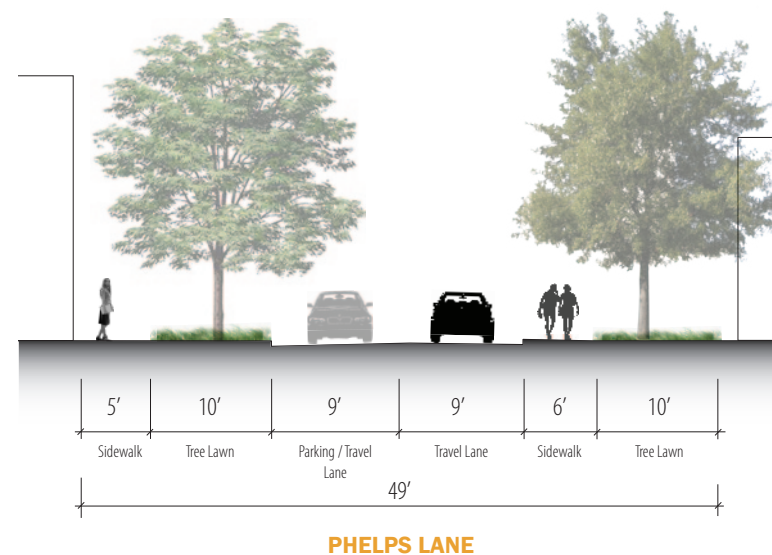 5’
10’
9’
9’
6’
10’
Sidewalk
Tree Lawn
Parking / Travel
Lane
Travel Lane
Sidewalk
Tree Lawn
49’
PHELPS LANE